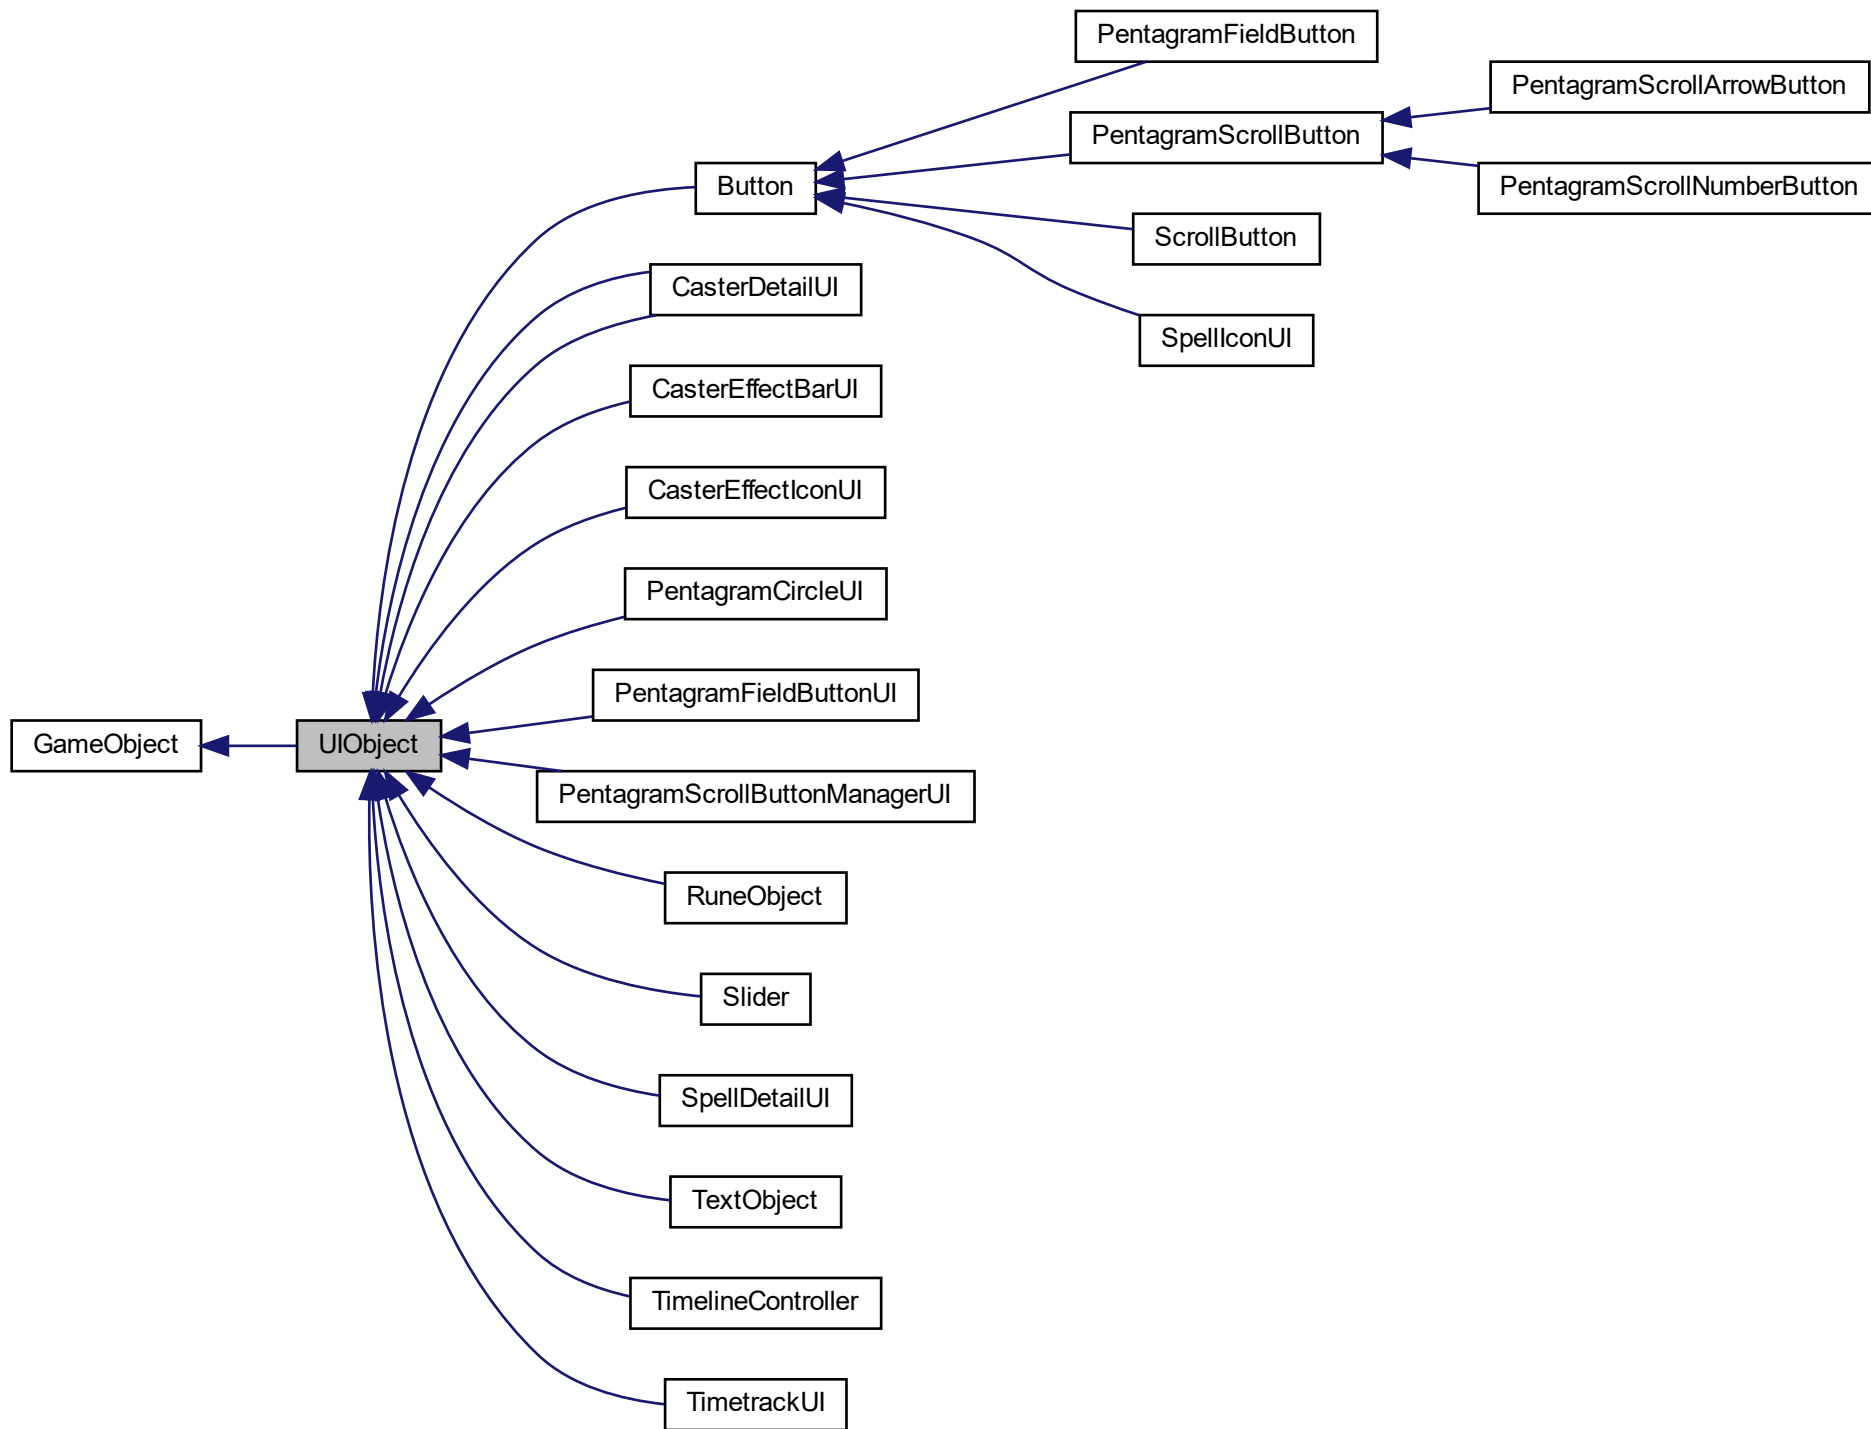 PentagramFieldButton
PentagramScrollArrowButton
PentagramScrollButton
Button
PentagramScrollNumberButton
ScrollButton
CasterDetailUI
SpellIconUI
CasterEffectBarUI
CasterEffectIconUI
PentagramCircleUI
PentagramFieldButtonUI
GameObject
UIObject
PentagramScrollButtonManagerUI
RuneObject
Slider
SpellDetailUI
TextObject
TimelineController
TimetrackUI